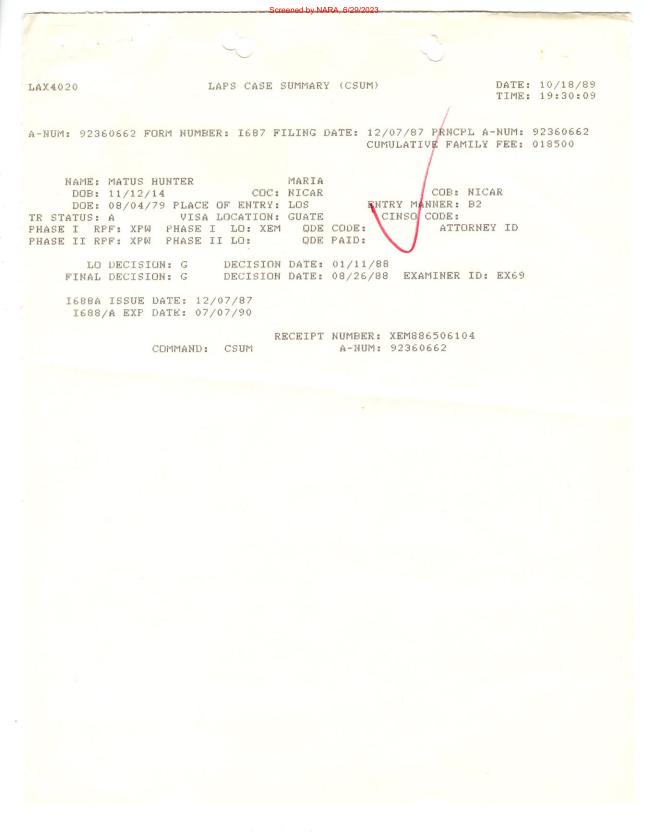 Screened by NARA, 6/29/2023
LAX4020 LAPS CASE SUMMARY (CSUM) DATE: 10/18/89
TIME: 19:30:09
A-NUM: 92360662 FORM NUMBER: I687 FILING DATE: 12/07/87 PRNCPL A-NUM: 92360662
CUMULATIVE FAMILY FEE: 018500
NAME: MATUS HUNTER MARIA
DOB: 11/12/14 COC: NICAR COB: NICAR
DOE: 08/04/79 PLACE OF ENTRY: LOS ENTRY MANNER: B2
TR STATUS: A VISA LOCATION: GUATE CINSO CODE:
PHASE I RPF: XPW PHASE I LO: XEM QDE CODE: ATTORNEY ID
PHASE II RPF: XPW PHASE II LO: QDE PAID:
LO DECISION: G DECISION DATE: 01/11/88
FINAL DECISION: G DECISION DATE: 08/26/88 EXAMINER ID: EX69
I688A ISSUE DATE: 12/07/87
I688/A EXP DATE: 07/07/90
RECEIPT NUMBER: XEM886506104
COMMAND: CSUM A-NUM: 92360662